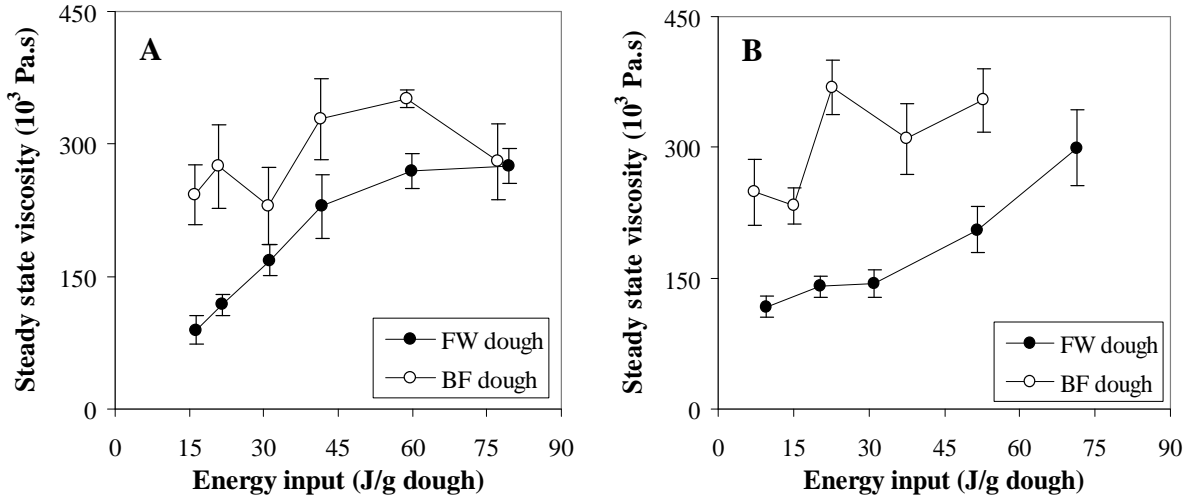 A
Steady state viscosity (10³ Pa.s)
450
300
150
0
0 15 30 45 60 75 90
Energy input (J/g dough)
FW dough
BF dough
B
Steady state viscosity (10³ Pa.s)
450
300
150
0
0 15 30 45 60 75 90
Energy input (J/g dough)
FW dough
BF dough